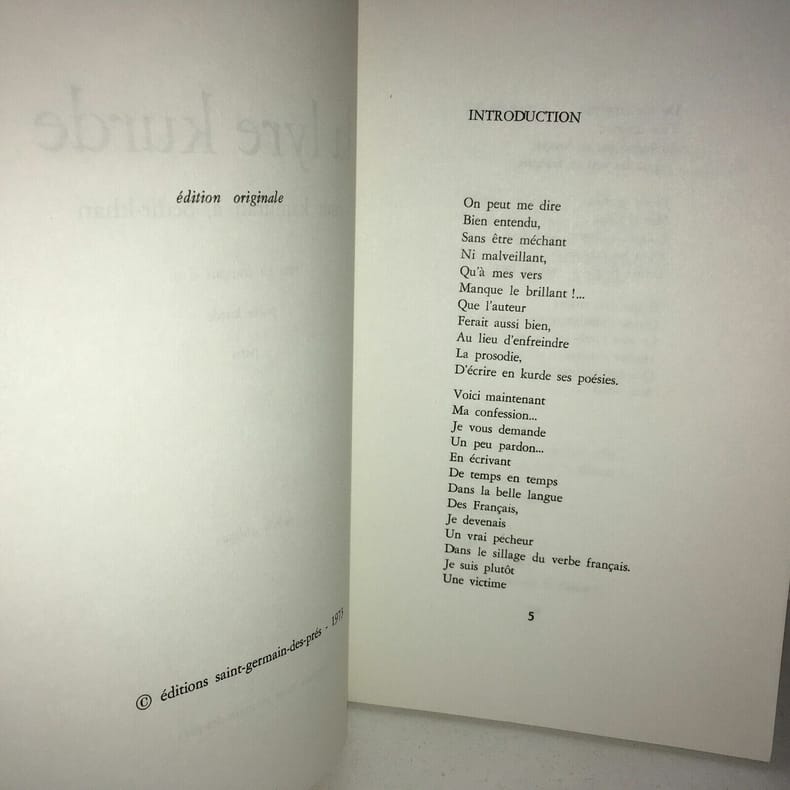 édition originale
© éditions saint-germain-des-prés - 1973
INTRODUCTION
On peut me dire
Bien entendu,
Sans être méchant
Ni malveillant,
Qu'à mes vers
Manque le brillant !...
Que l'auteur
Ferait aussi bien,
Au lieu d'enfreindre
La prosodie,
D'écrire en kurde ses poésies.
Voici maintenant
Ma confession...
Je vous demande
Un peu pardon...
En écrivant
De temps en temps
Dans la belle langue
Des Français,
Je devenais
Un vrai pécheur
Dans le sillage du verbe français.
Je suis plutôt
Une victime
5